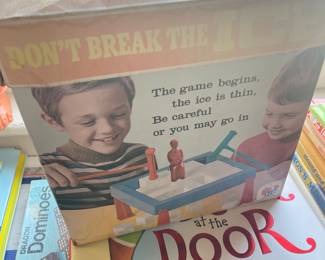 DON'T BREAK THE
The game begins,
the ice is thin,
Be careful
or you may go in
DRAGON
Dominoes
at the
DOOR